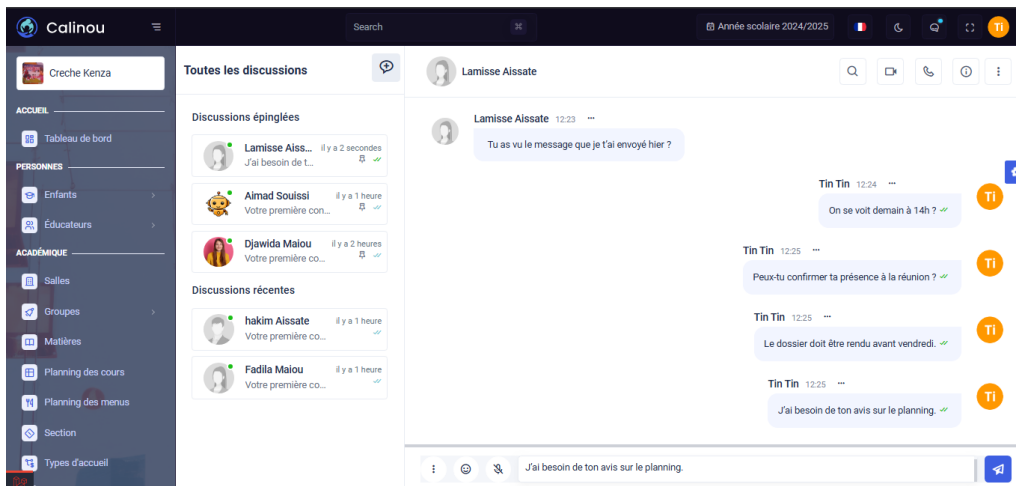 Calinou
Search
⌘
Année scolaire 2024/2025
Ti
Creche Kenza
ACCUEIL
Tableau de bord
PERSONNES
Enfants
Éducateurs
ACADÉMIQUE
Salles
Groupes
Matières
Planning des cours
Planning des menus
Section
Types d'accueil
Toutes les discussions
Discussions épinglées
Lamisse Aiss... il y a 2 secondes
J'ai besoin de t...
Aimad Souissi il y a 1 heure
Votre première con...
Djawida Maiou il y a 2 heures
Votre première co...
Discussions récentes
hakim Aissate il y a 1 heure
Votre première co...
Fadila Maiou il y a 1 heure
Votre première co...
Lamisse Aissate
Lamisse Aissate 12:23 ...
Tu as vu le message que je t'ai envoyé hier ?
Tin Tin 12:24 ...
On se voit demain à 14h ?
Ti
Tin Tin 12:25 ...
Peux-tu confirmer ta présence à la réunion ?
Ti
Tin Tin 12:25 ...
Le dossier doit être rendu avant vendredi.
Ti
Tin Tin 12:25 ...
J'ai besoin de ton avis sur le planning.
Ti
J'ai besoin de ton avis sur le planning.